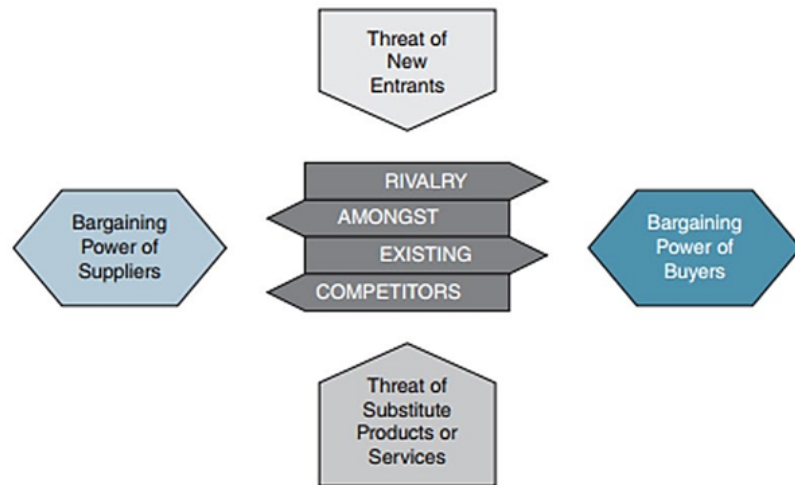 Threat of
New
Entrants
Bargaining
Power of
Suppliers
RIVALRY
AMONGST
EXISTING
COMPETITORS
Bargaining
Power of
Buyers
Threat of
Substitute
Products or
Services